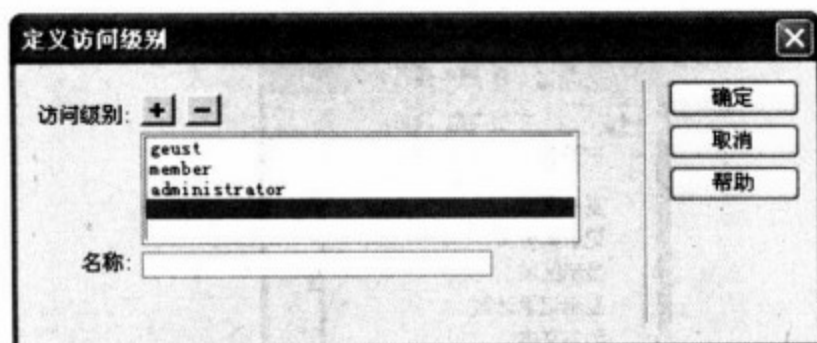 定义访问级别
访问级别:
geust
member
administrator
名称:
确定
取消
帮助